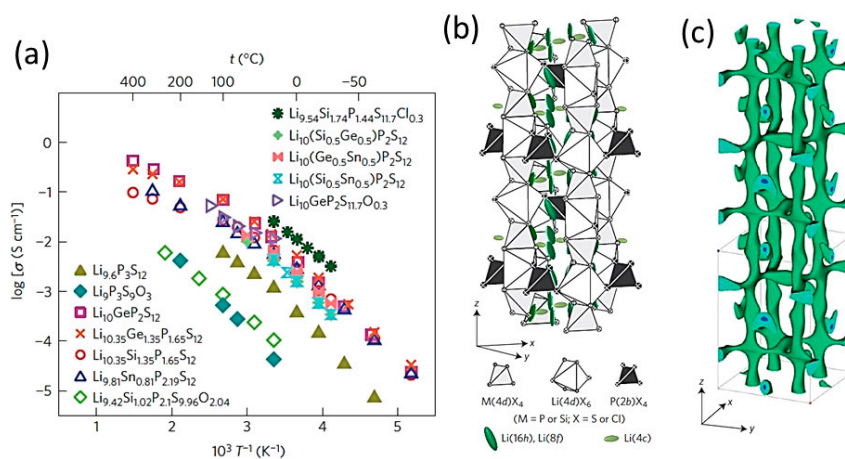 (a)
t (°C)
400 200 100 0 −50
0
−1
−2
−3
−4
−5
log [σ (S cm⁻¹)]
Li₉.₅₄Si₁.₇₄P₁.₄₄S₁₁.₇Cl₀.₃
Li₁₀(Si₀.₅Ge₀.₅)P₂S₁₂
Li₁₀(Ge₀.₅Sn₀.₅)P₂S₁₂
Li₁₀(Si₀.₅Sn₀.₅)P₂S₁₂
Li₁₀GeP₂S₁₁.₇O₀.₃
Li₉.₆P₃S₁₂
Li₉P₃S₉O₃
Li₁₀GeP₂S₁₂
Li₁₀.₃₅Ge₁.₃₅P₁.₆₅S₁₂
Li₁₀.₃₅Si₁.₃₅P₁.₆₅S₁₂
Li₉.₈₁Sn₀.₈₁P₂.₁₉S₁₂
Li₉.₄₂Si₁.₀₂P₂.₁S₉.₉₆O₂.₀₄
1 2 3 4 5
10³ T⁻¹ (K⁻¹)
(b)
z
x
y
M(4d)X₄ Li(4d)X₆ P(2b)X₄
(M = P or Si; X = S or Cl)
Li(16h), Li(8f) Li(4c)
(c)
z
x
y